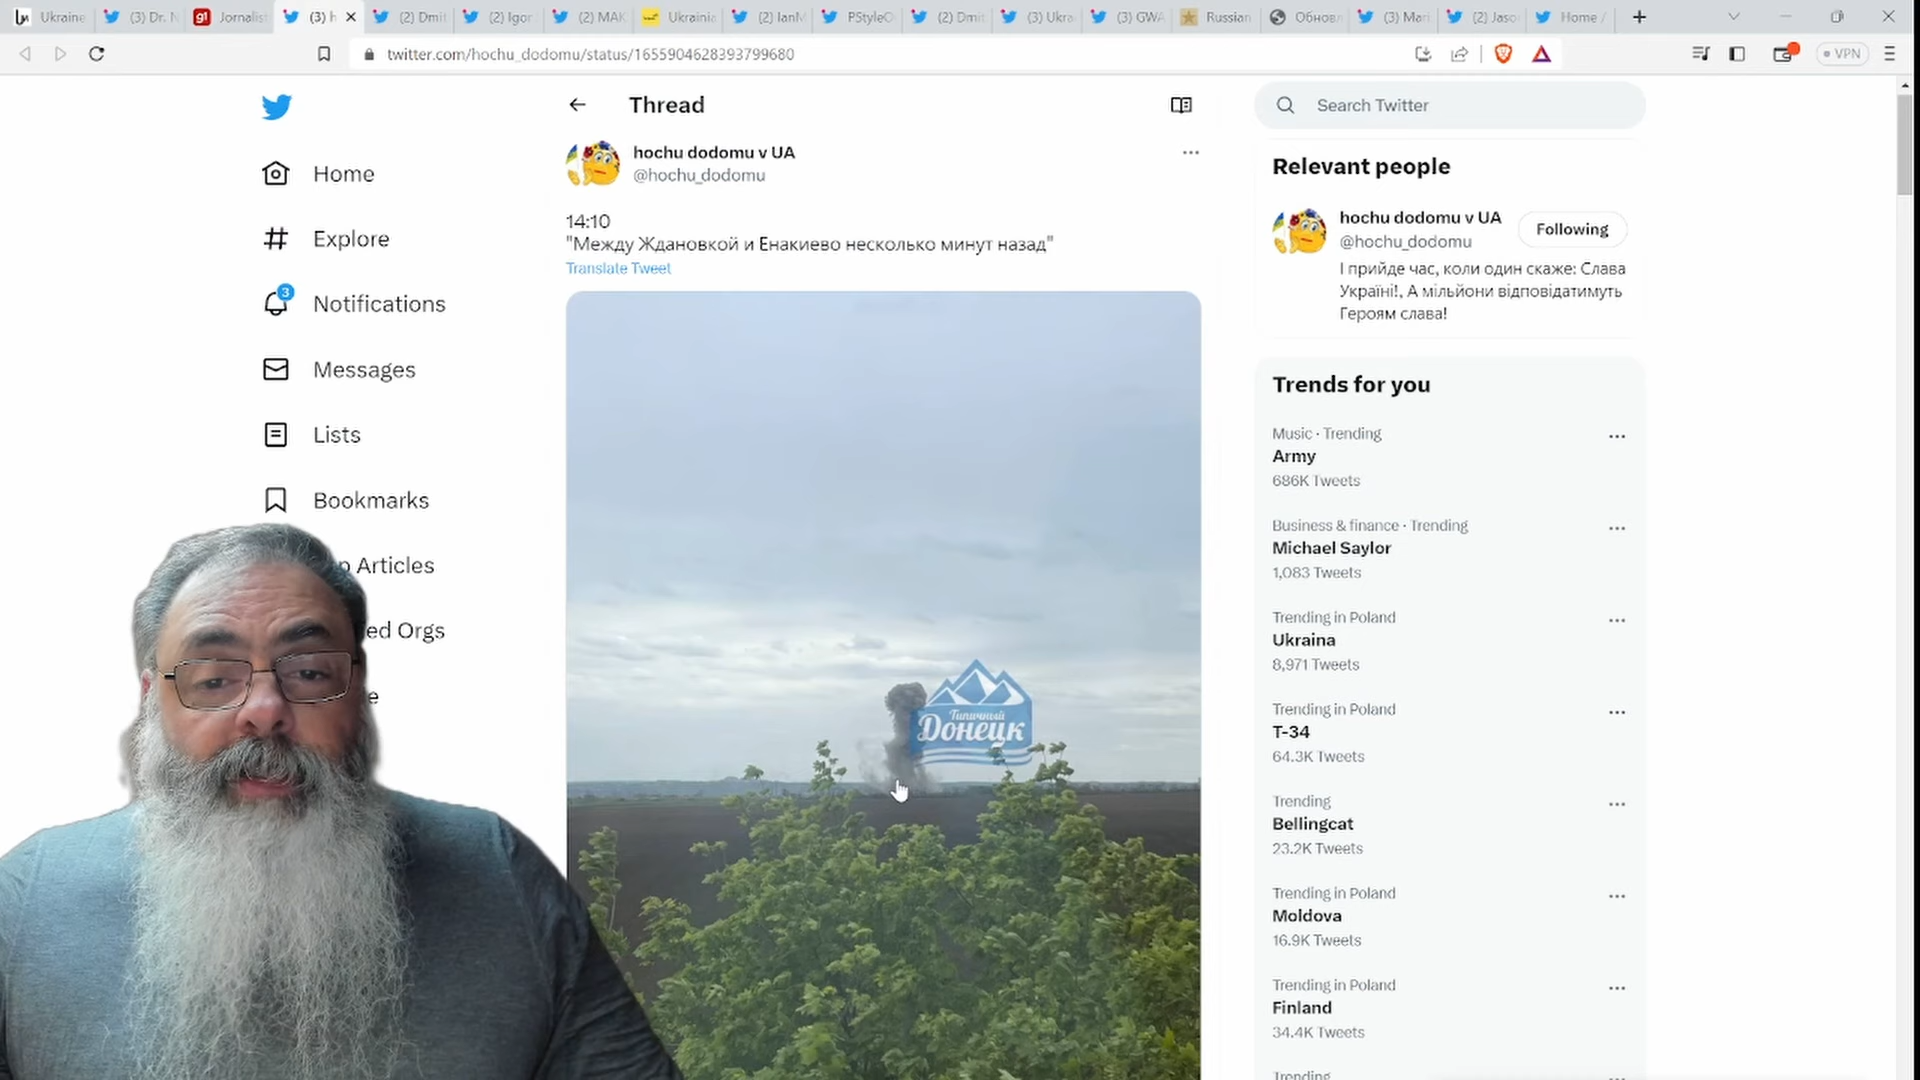 Ukraine
(3) Dr. N
g1
Jornalis
(3) h
(2) Dmit
(2) Igor
(2) MAK
Ukrainia
(2) IanM
PStyleO
(2) Dmit
(3) Ukra
(3) GWA
Russian
Обновл
(3) Mari
(2) Jaso
Home /
twitter.com/hochu_dodomu/status/1655904628393799680
VPN
Home
Explore
3
Notifications
Messages
Lists
Bookmarks
p Articles
ed Orgs
e
Thread
hochu dodomu v UA
@hochu_dodomu
14:10
"Между Ждановкой и Енакиево несколько минут назад"
Translate Tweet
Типичный
Донецк
Search Twitter
Relevant people
hochu dodomu v UA
@hochu_dodomu
Following
І прийде час, коли один скаже: Слава
Україні!, А мільйони відповідатимуть
Героям слава!
Trends for you
Music · Trending
Army
686K Tweets
Business & finance · Trending
Michael Saylor
1,083 Tweets
Trending in Poland
Ukraina
8,971 Tweets
Trending in Poland
T-34
64.3K Tweets
Trending
Bellingcat
23.2K Tweets
Trending in Poland
Moldova
16.9K Tweets
Trending in Poland
Finland
34.4K Tweets
Trending